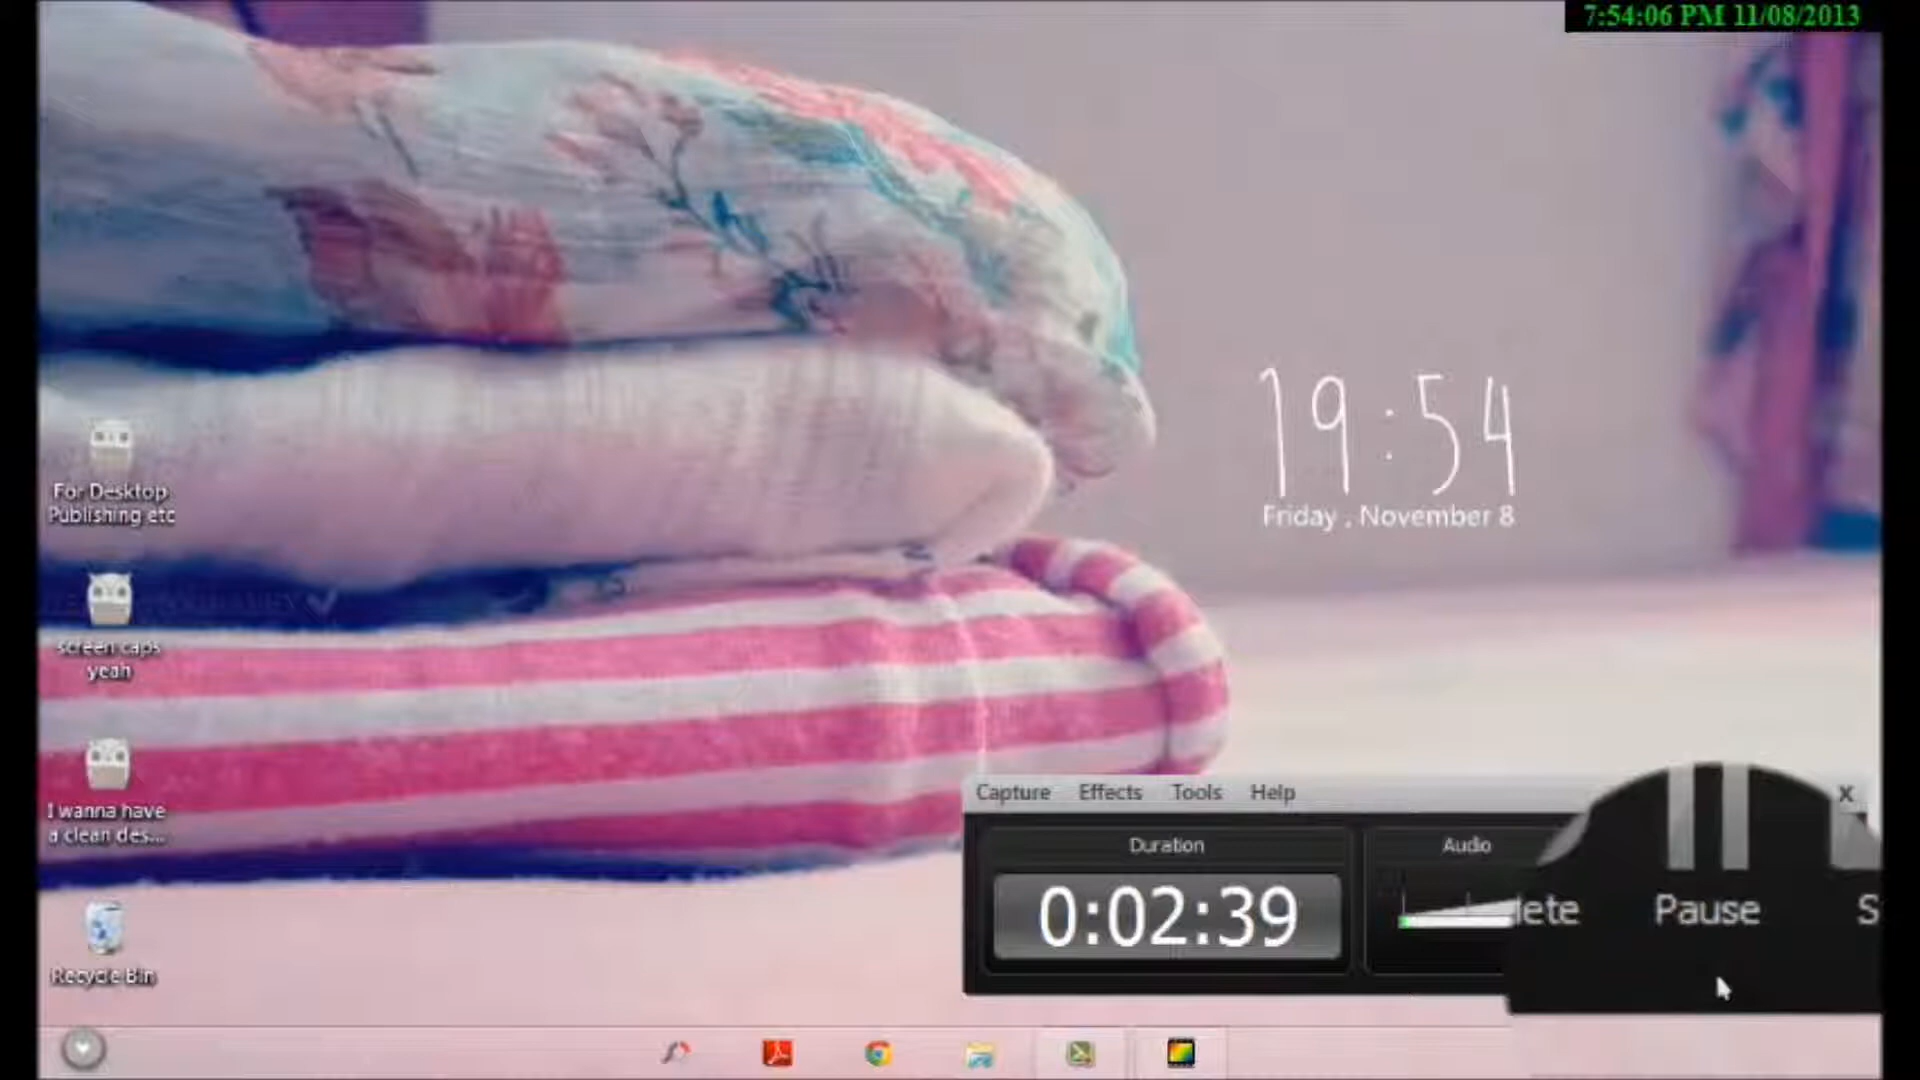 7:54:06 PM 11/08/2013
19:54
Friday , November 8
For Desktop
Publishing etc
screen caps
yeah
I wanna have
a clean des...
Recycle Bin
Capture Effects Tools Help x
Duration
Audio
0:02:39
lete
Pause
S